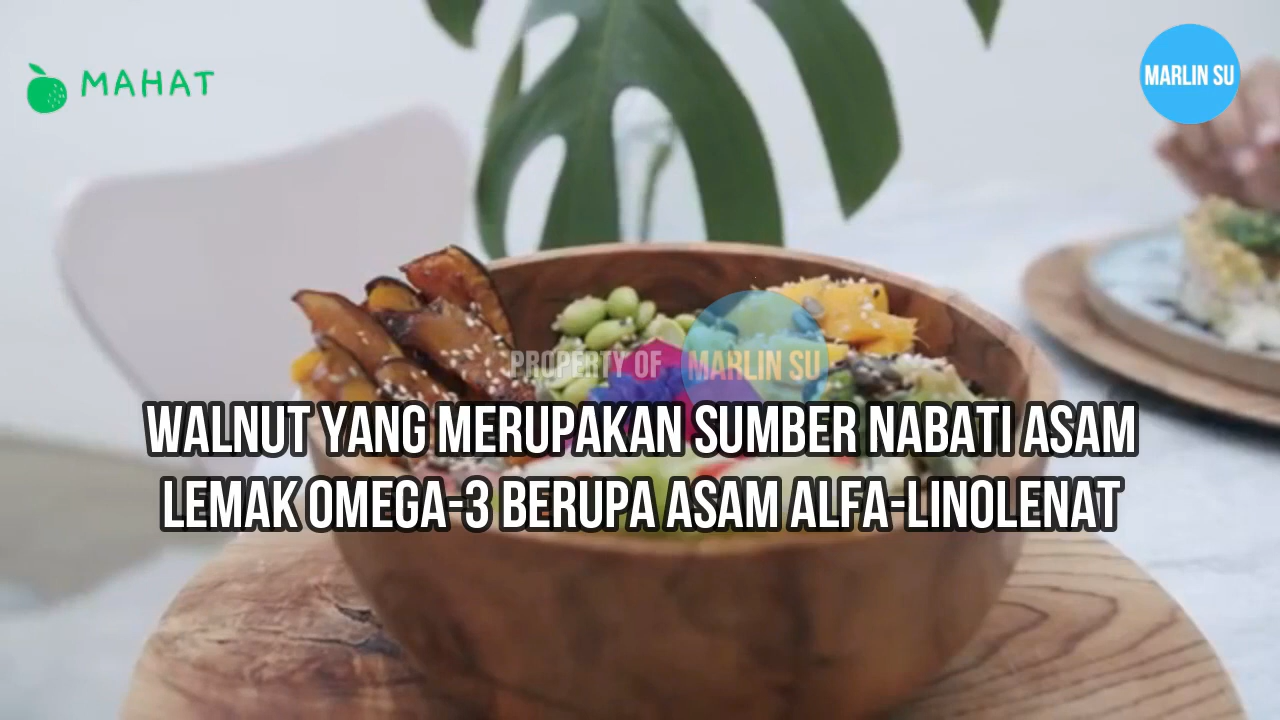 MAHAT
MARLIN SU
PROPERTY OF MARLIN SU
WALNUT YANG MERUPAKAN SUMBER NABATI ASAM
LEMAK OMEGA-3 BERUPA ASAM ALFA-LINOLENAT